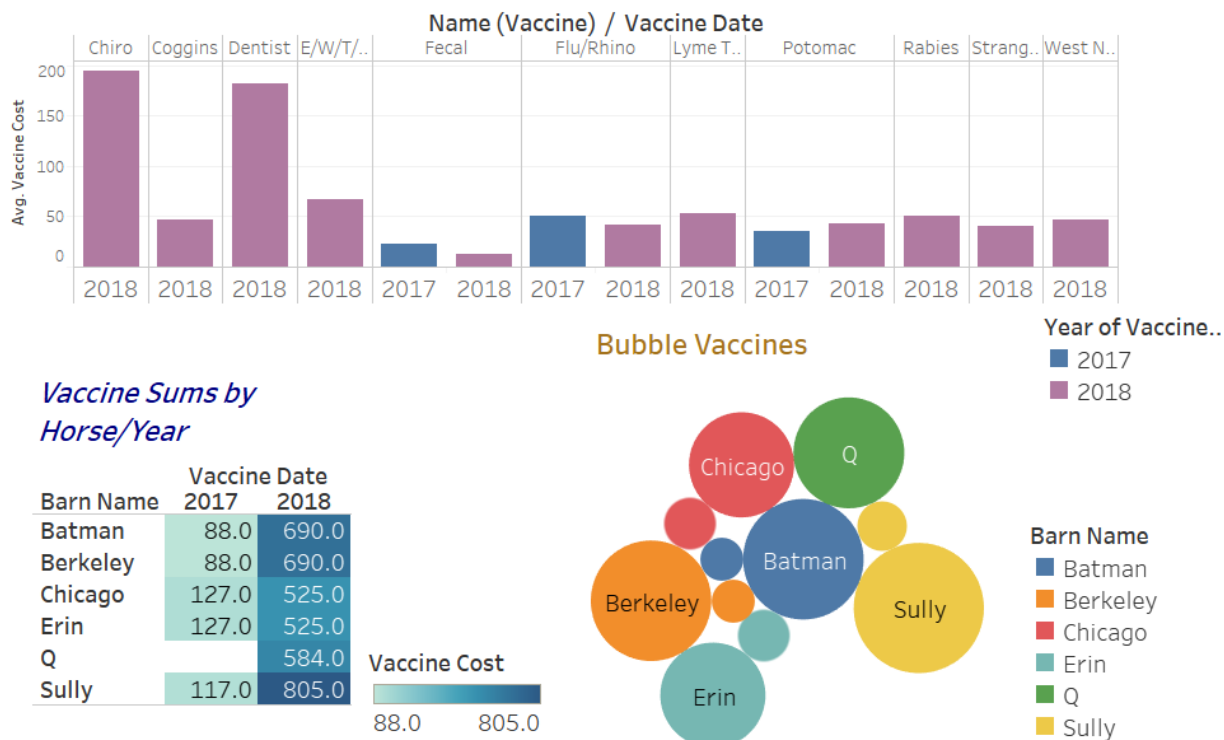 Name (Vaccine) / Vaccine Date
Chiro Coggins Dentist E/W/T/.. Fecal Flu/Rhino Lyme T.. Potomac Rabies Strang.. West N..
Avg. Vaccine Cost
200
150
100
50
0
2018 2018 2018 2018 2017 2018 2017 2018 2018 2017 2018 2018 2018 2018
Year of Vaccine..
2017
2018
Vaccine Sums by
Horse/Year
Vaccine Date
Barn Name 2017 2018
Batman 88.0 690.0
Berkeley 88.0 690.0
Chicago 127.0 525.0
Erin 127.0 525.0
Q 584.0
Sully 117.0 805.0
Vaccine Cost
88.0 805.0
Bubble Vaccines
Chicago
Q
Batman
Berkeley
Sully
Erin
Barn Name
Batman
Berkeley
Chicago
Erin
Q
Sully